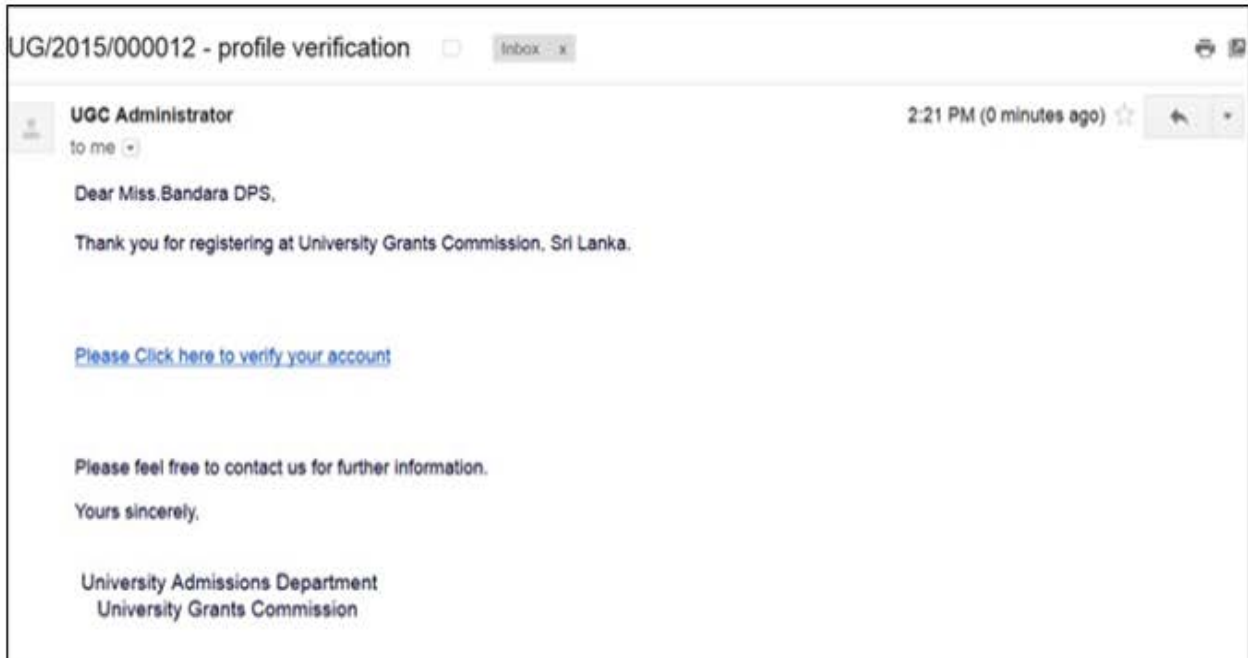 UG/2015/000012 - profile verification
Inbox x
UGC Administrator
2:21 PM (0 minutes ago)
to me
Dear Miss.Bandara DPS,
Thank you for registering at University Grants Commission, Sri Lanka.
Please Click here to verify your account
Please feel free to contact us for further information.
Yours sincerely,
University Admissions Department
University Grants Commission